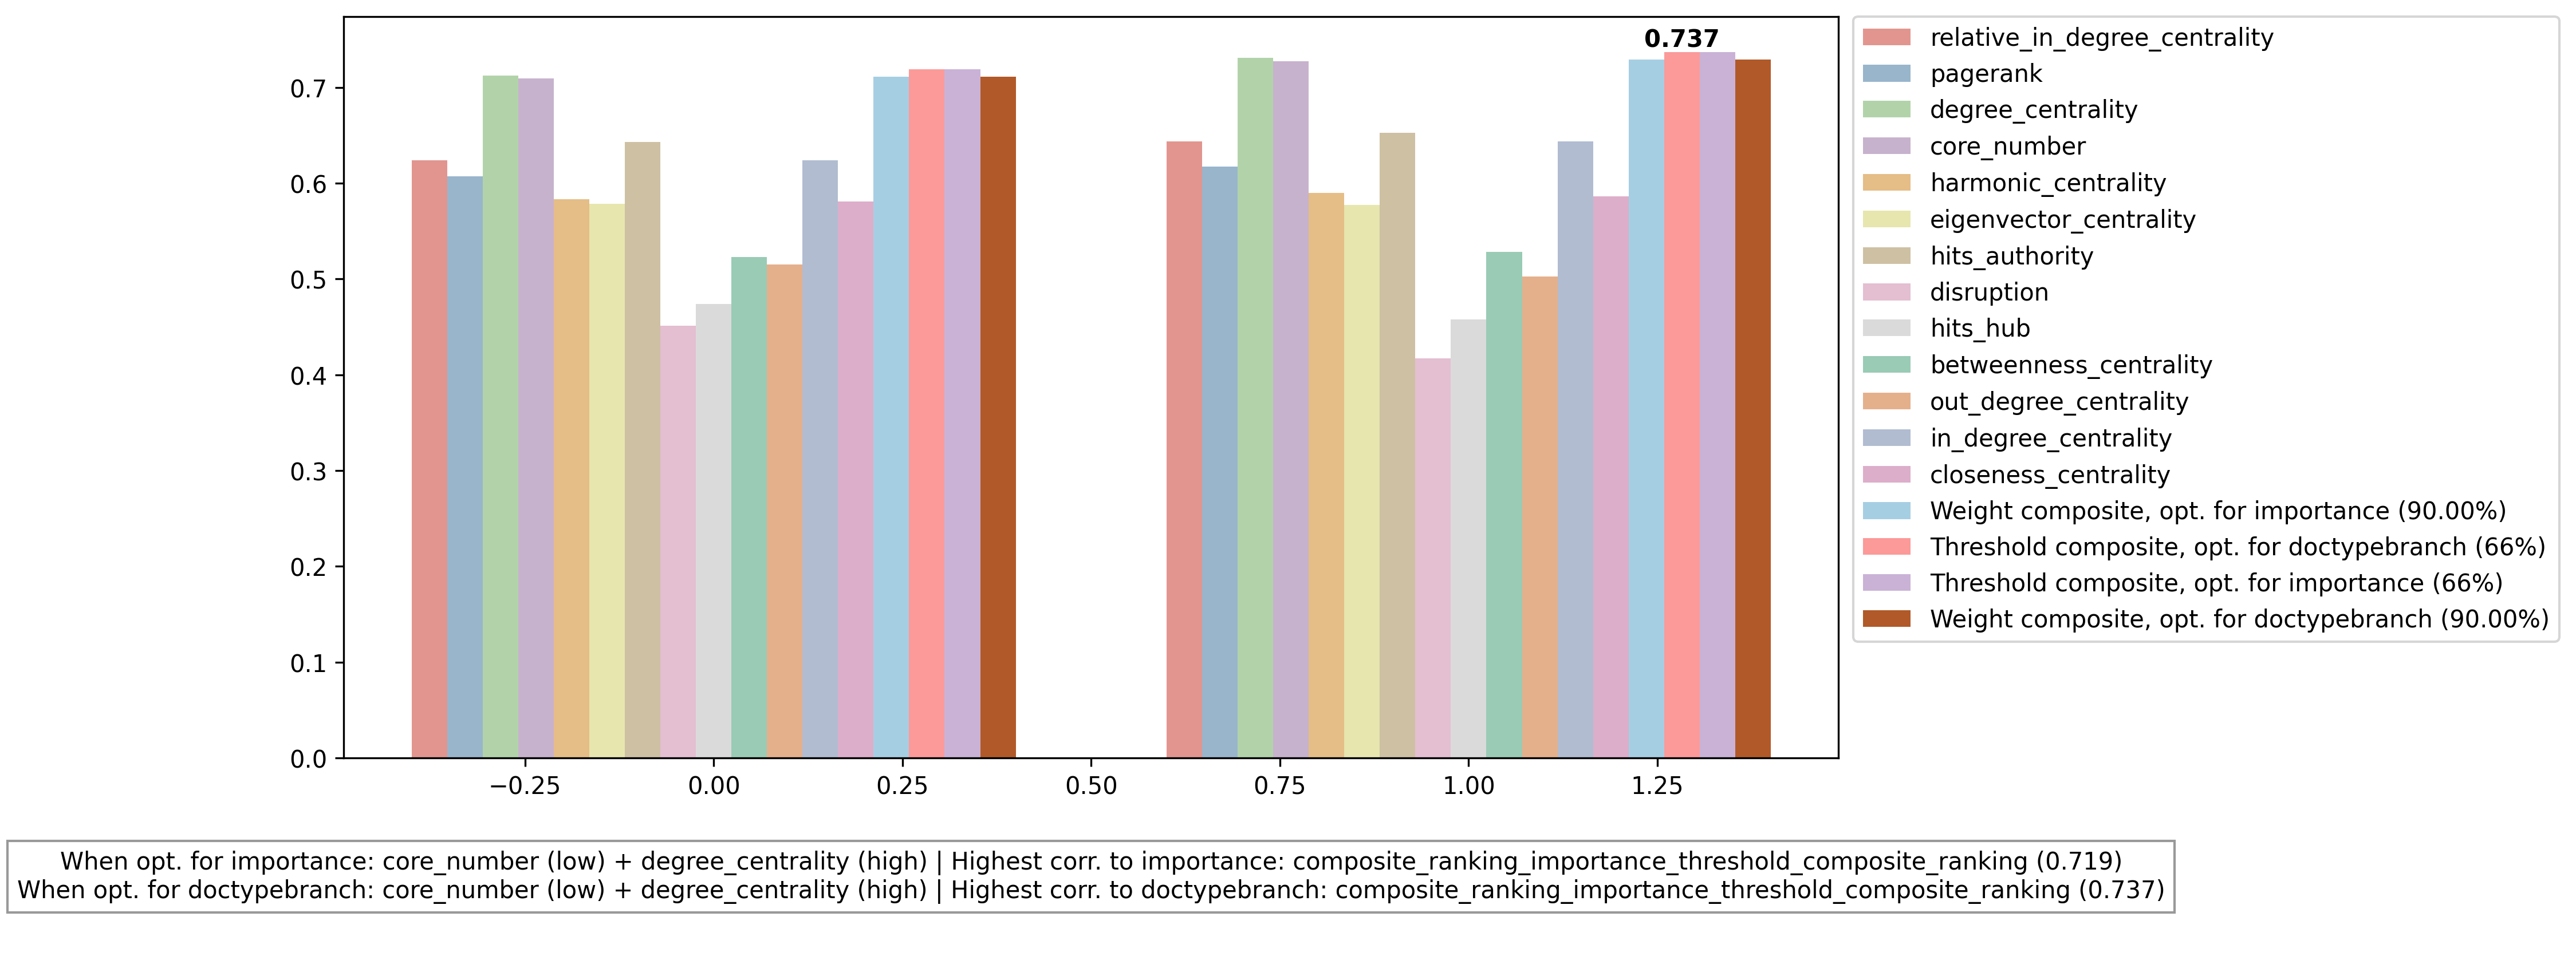 0.737
0.7
0.6
0.5
0.4
0.3
0.2
0.1
0.0
−0.25 0.00 0.25 0.50 0.75 1.00 1.25
relative_in_degree_centrality
pagerank
degree_centrality
core_number
harmonic_centrality
eigenvector_centrality
hits_authority
disruption
hits_hub
betweenness_centrality
out_degree_centrality
in_degree_centrality
closeness_centrality
Weight composite, opt. for importance (90.00%)
Threshold composite, opt. for doctypebranch (66%)
Threshold composite, opt. for importance (66%)
Weight composite, opt. for doctypebranch (90.00%)
When opt. for importance: core_number (low) + degree_centrality (high) | Highest corr. to importance: composite_ranking_importance_threshold_composite_ranking (0.719)
When opt. for doctypebranch: core_number (low) + degree_centrality (high) | Highest corr. to doctypebranch: composite_ranking_importance_threshold_composite_ranking (0.737)